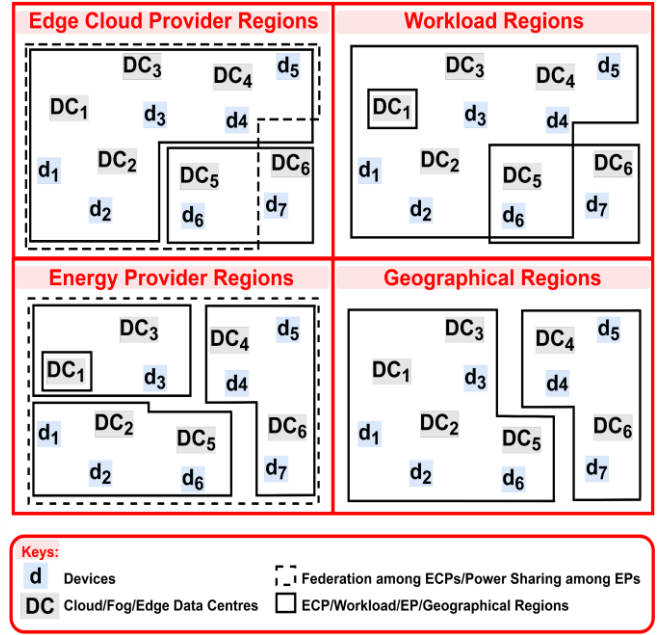 Edge Cloud Provider Regions
DC3
DC4
d5
DC1
d3
d4
d1
DC2
DC5
DC6
d2
d6
d7
Workload Regions
DC3
DC4
d5
DC1
d3
d4
d1
DC2
DC5
DC6
d2
d6
d7
Energy Provider Regions
DC3
DC4
d5
DC1
d3
d4
d1
DC2
DC5
DC6
d2
d6
d7
Geographical Regions
DC3
DC4
d5
DC1
d3
d4
d1
DC2
DC5
DC6
d2
d6
d7
Keys:
d Devices
Federation among ECPs/Power Sharing among EPs
DC Cloud/Fog/Edge Data Centres
ECP/Workload/EP/Geographical Regions